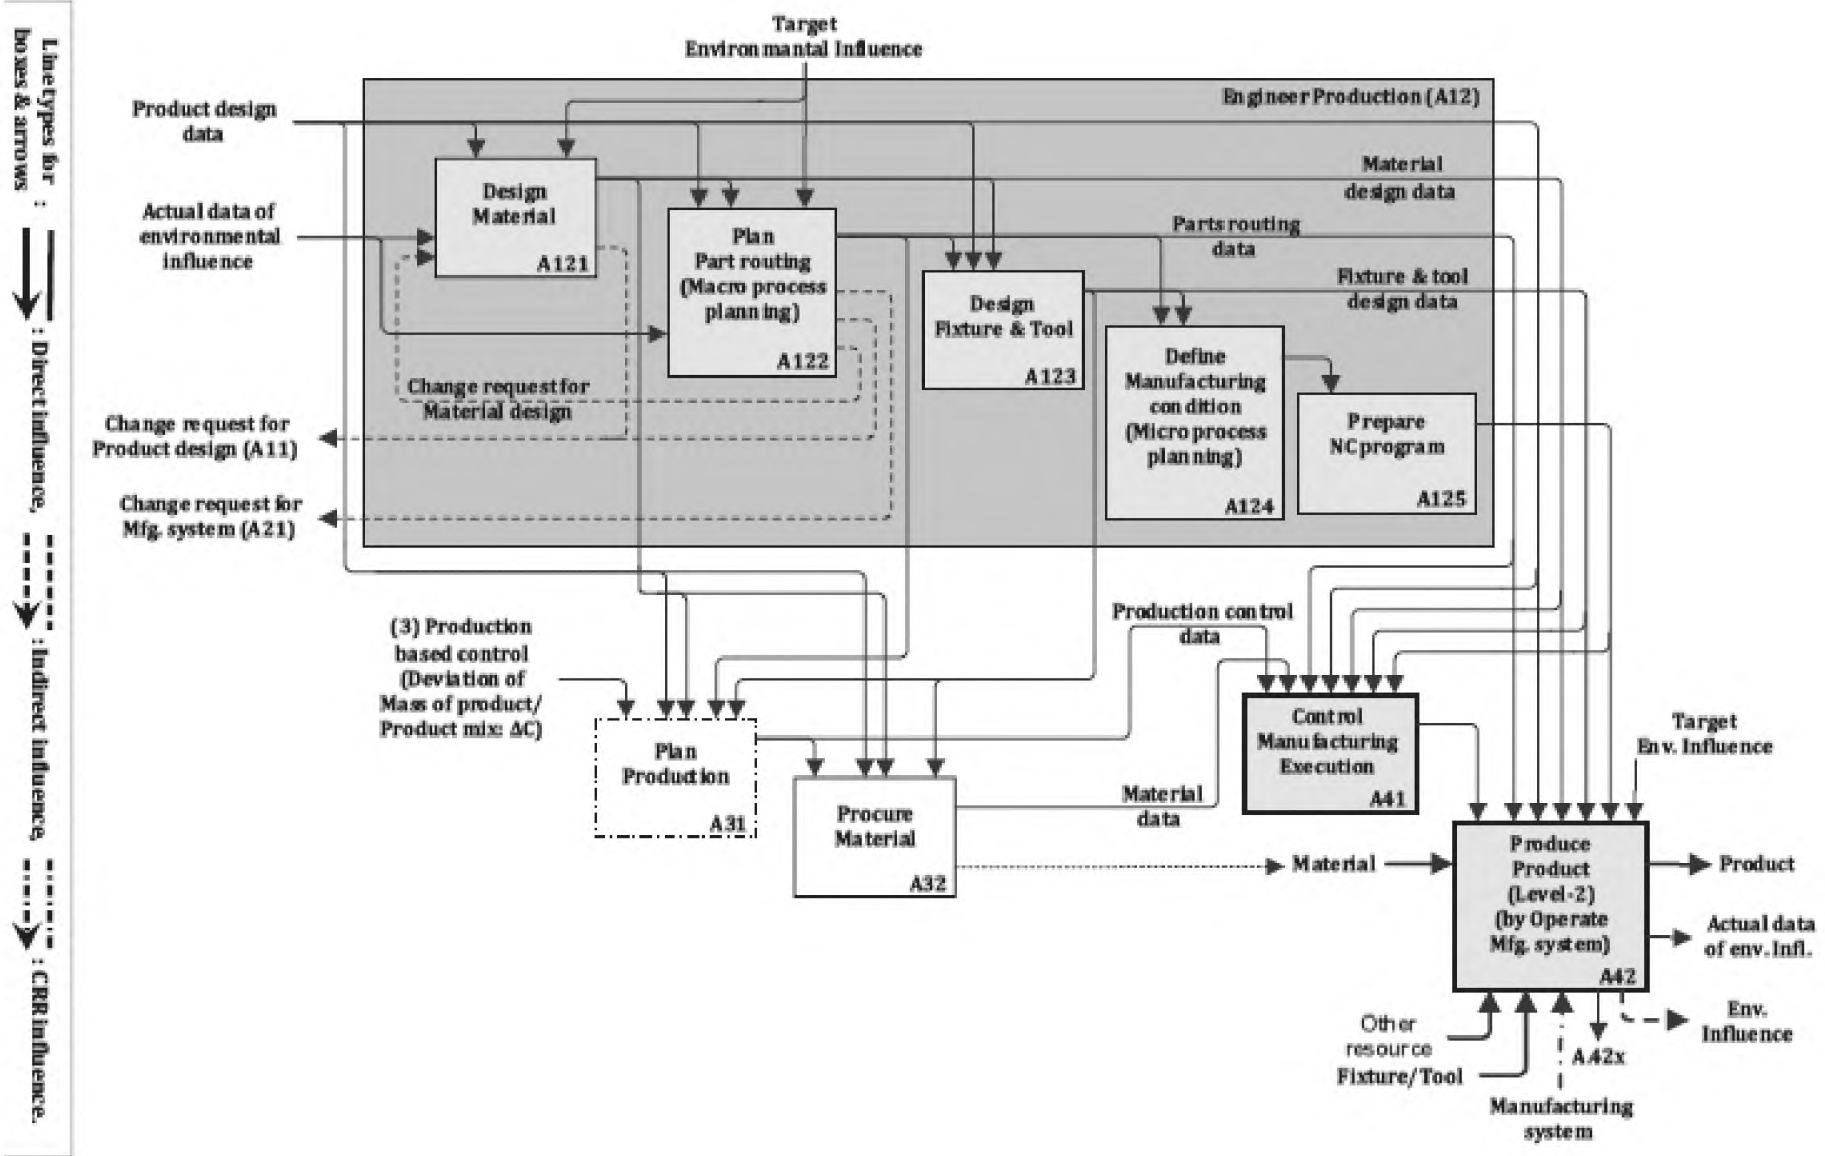 Line types for :
boxes & arrows
: Direct influence,
: Indirect influence,
: CRR influence.
Target
Environmantal Influence
Engineer Production (A12)
Product design
data
Actual data of
environmental
influence
Design
Material
A121
Plan
Part routing
(Macro process
planning)
A122
Material
design data
Parts routing
data
Fixture & tool
design data
Design
Fixture & Tool
A123
Define
Manufacturing
condition
(Micro process
planning)
A124
Prepare
NC program
A125
Change request for
Material design
Change request for
Product design (A11)
Change request for
Mfg. system (A21)
(3) Production
based control
(Deviation of
Mass of product/
Product mix: ΔC)
Plan
Production
A31
Procure
Material
A32
Production control
data
Material
data
Control
Manufacturing
Execution
A41
Target
Env. Influence
Material
Produce
Product
(Level-2)
(by Operate
Mfg. system)
A42
Product
Actual data
of env. Infl.
Env.
Influence
A42x
Other
resource
Fixture/Tool
Manufacturing
system